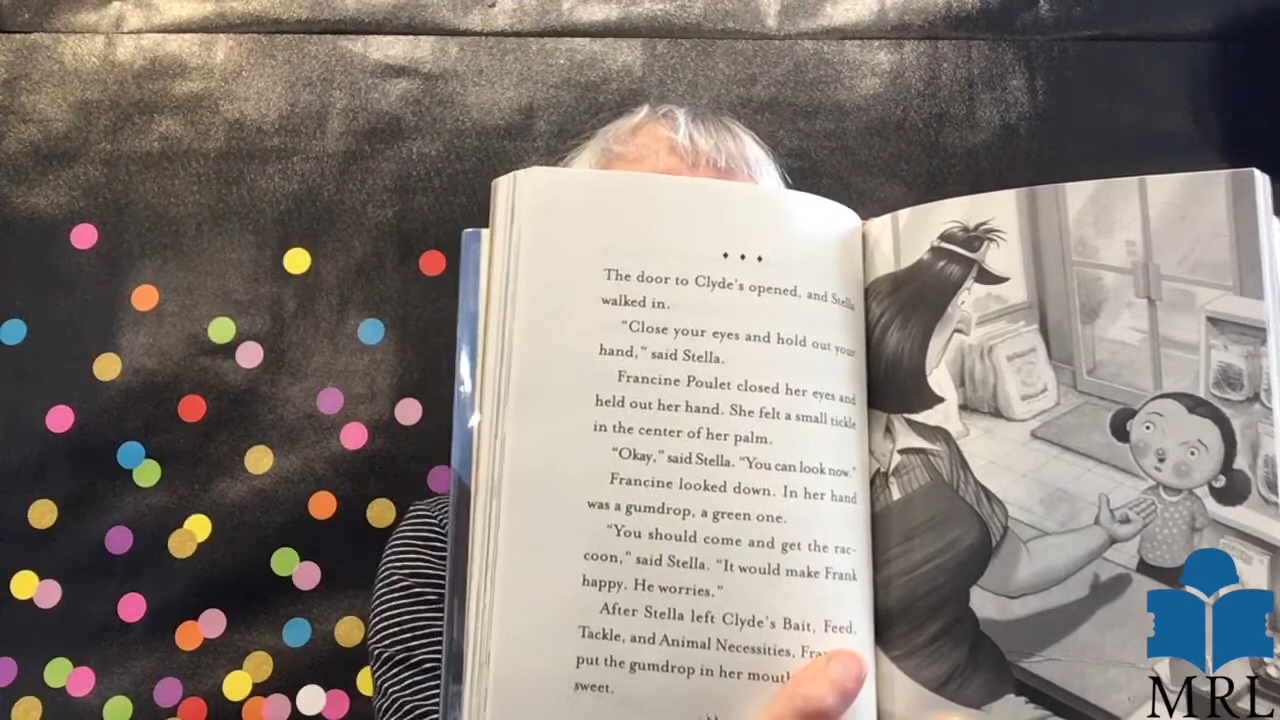 The door to Clyde's opened, and Stella
walked in.
"Close your eyes and hold out your
hand," said Stella.
Francine Poulet closed her eyes and
held out her hand. She felt a small tickle
in the center of her palm.
"Okay," said Stella. "You can look now."
Francine looked down. In her hand
was a gumdrop, a green one.
"You should come and get the rac-
coon," said Stella. "It would make Frank
happy. He worries."
After Stella left Clyde's Bait, Feed,
Tackle, and Animal Necessities,
put the gumdrop in her mouth
sweet.
MRL